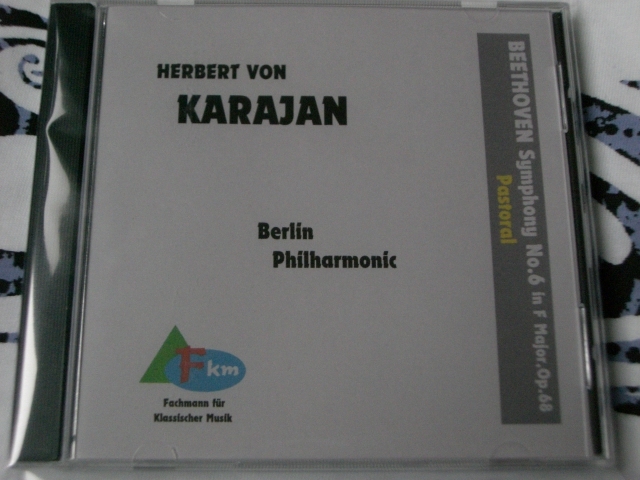 HERBERT VON
KARAJAN
Berlin
Philharmonic
BEETHOVEN Symphony No.6 in F Major,Op.68
Pastoral
Fkm
Fachmann für
Klassischer Musik